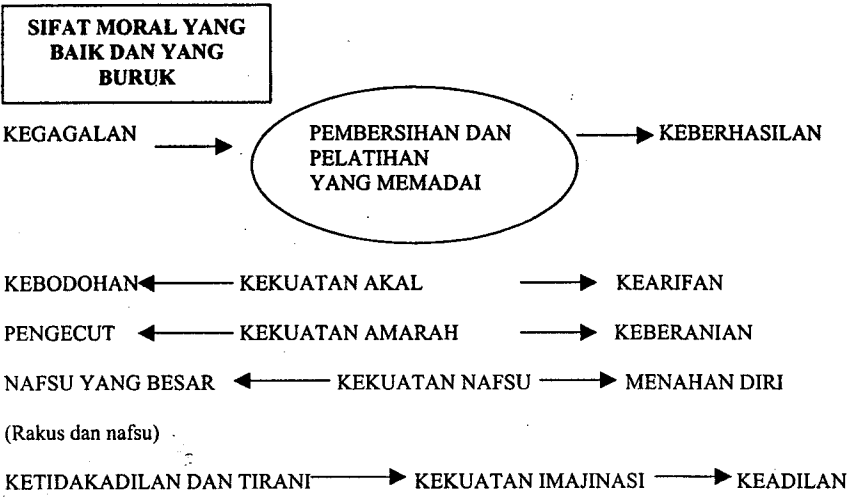 SIFAT MORAL YANG
BAIK DAN YANG
BURUK
KEGAGALAN
PEMBERSIHAN DAN
PELATIHAN
YANG MEMADAI
KEBERHASILAN
KEBODOHAN KEKUATAN AKAL KEARIFAN
PENGECUT KEKUATAN AMARAH KEBERANIAN
NAFSU YANG BESAR KEKUATAN NAFSU MENAHAN DIRI
(Rakus dan nafsu)
KETIDAKADILAN DAN TIRANI KEKUATAN IMAJINASI KEADILAN